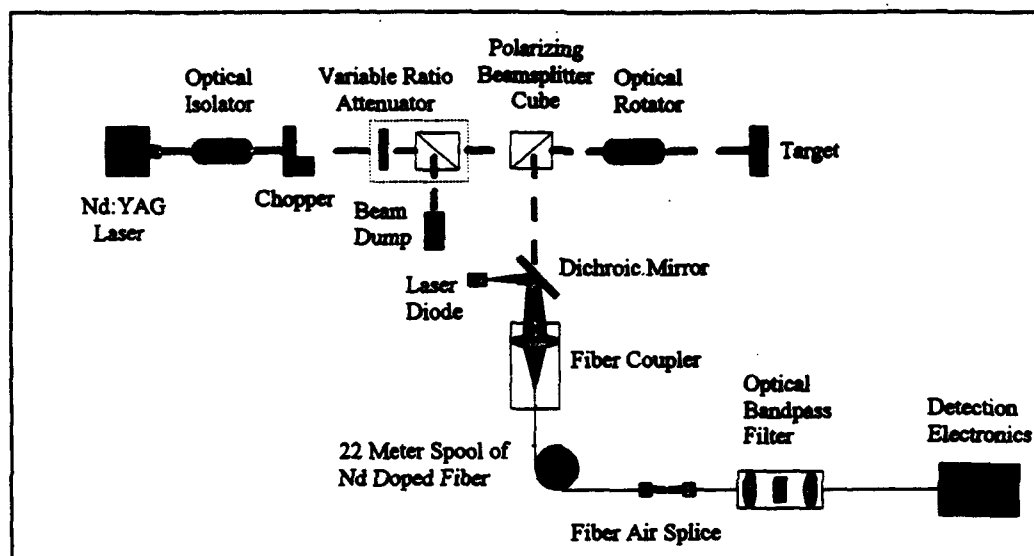 Optical
Isolator
Variable Ratio
Attenuator
Polarizing
Beamsplitter
Cube
Optical
Rotator
Nd:YAG
Laser
Chopper
Beam
Dump
Target
Laser
Diode
Dichroic Mirror
Fiber Coupler
22 Meter Spool of
Nd Doped Fiber
Fiber Air Splice
Optical
Bandpass
Filter
Detection
Electronics